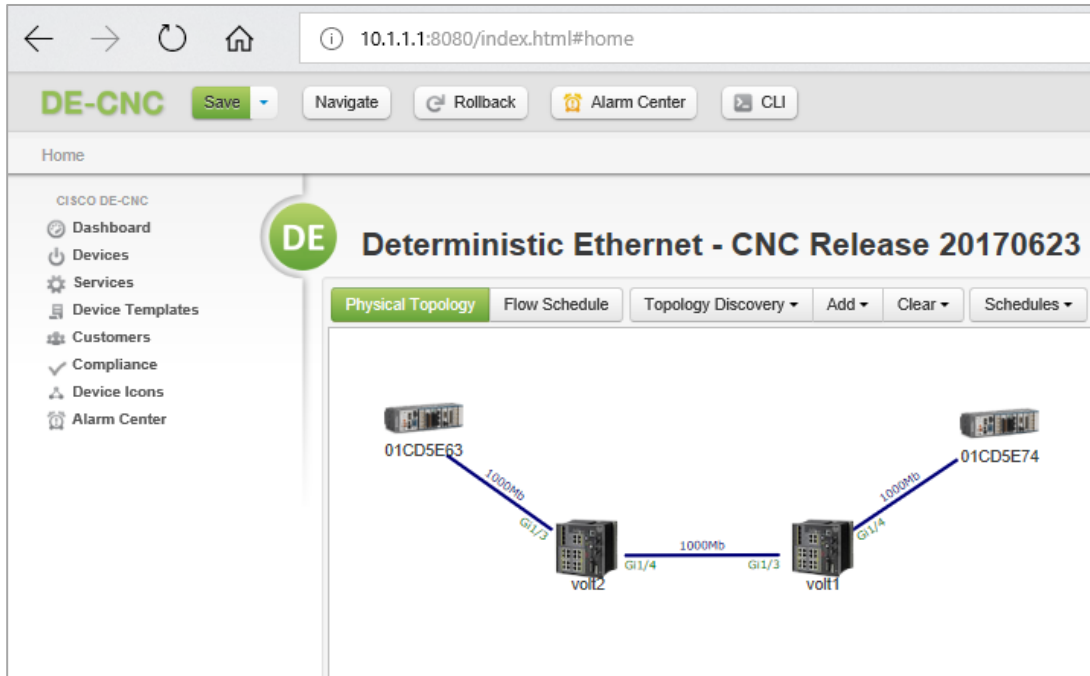 10.1.1.1:8080/index.html#home
DE-CNC Save Navigate Rollback Alarm Center CLI
Home
CISCO DE-CNC
Dashboard
Devices
Services
Device Templates
Customers
Compliance
Device Icons
Alarm Center
DE Deterministic Ethernet - CNC Release 20170623
Physical Topology Flow Schedule Topology Discovery Add Clear Schedules
01CD5E63
01CD5E74
1000Mb
1000Mb
Gi1/3
Gi1/4
1000Mb
Gi1/4
Gi1/3
volt2
volt1